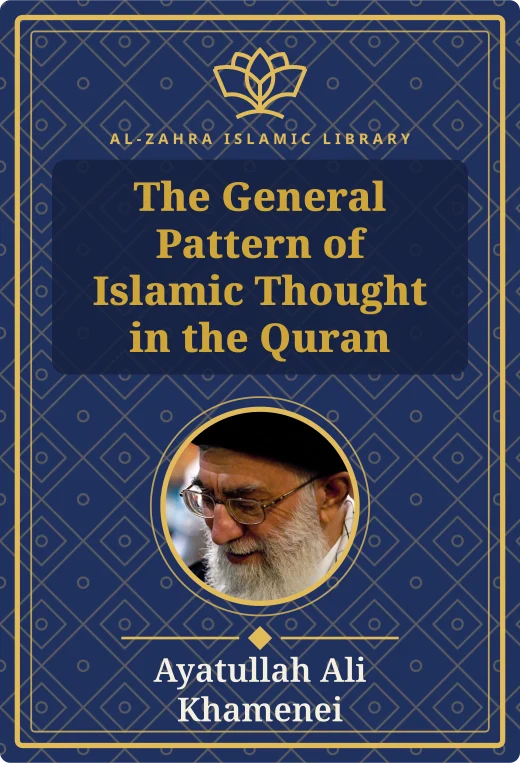 AL-ZAHRA ISLAMIC LIBRARY
The General
Pattern of
Islamic Thought
in the Quran
Ayatullah Ali
Khamenei